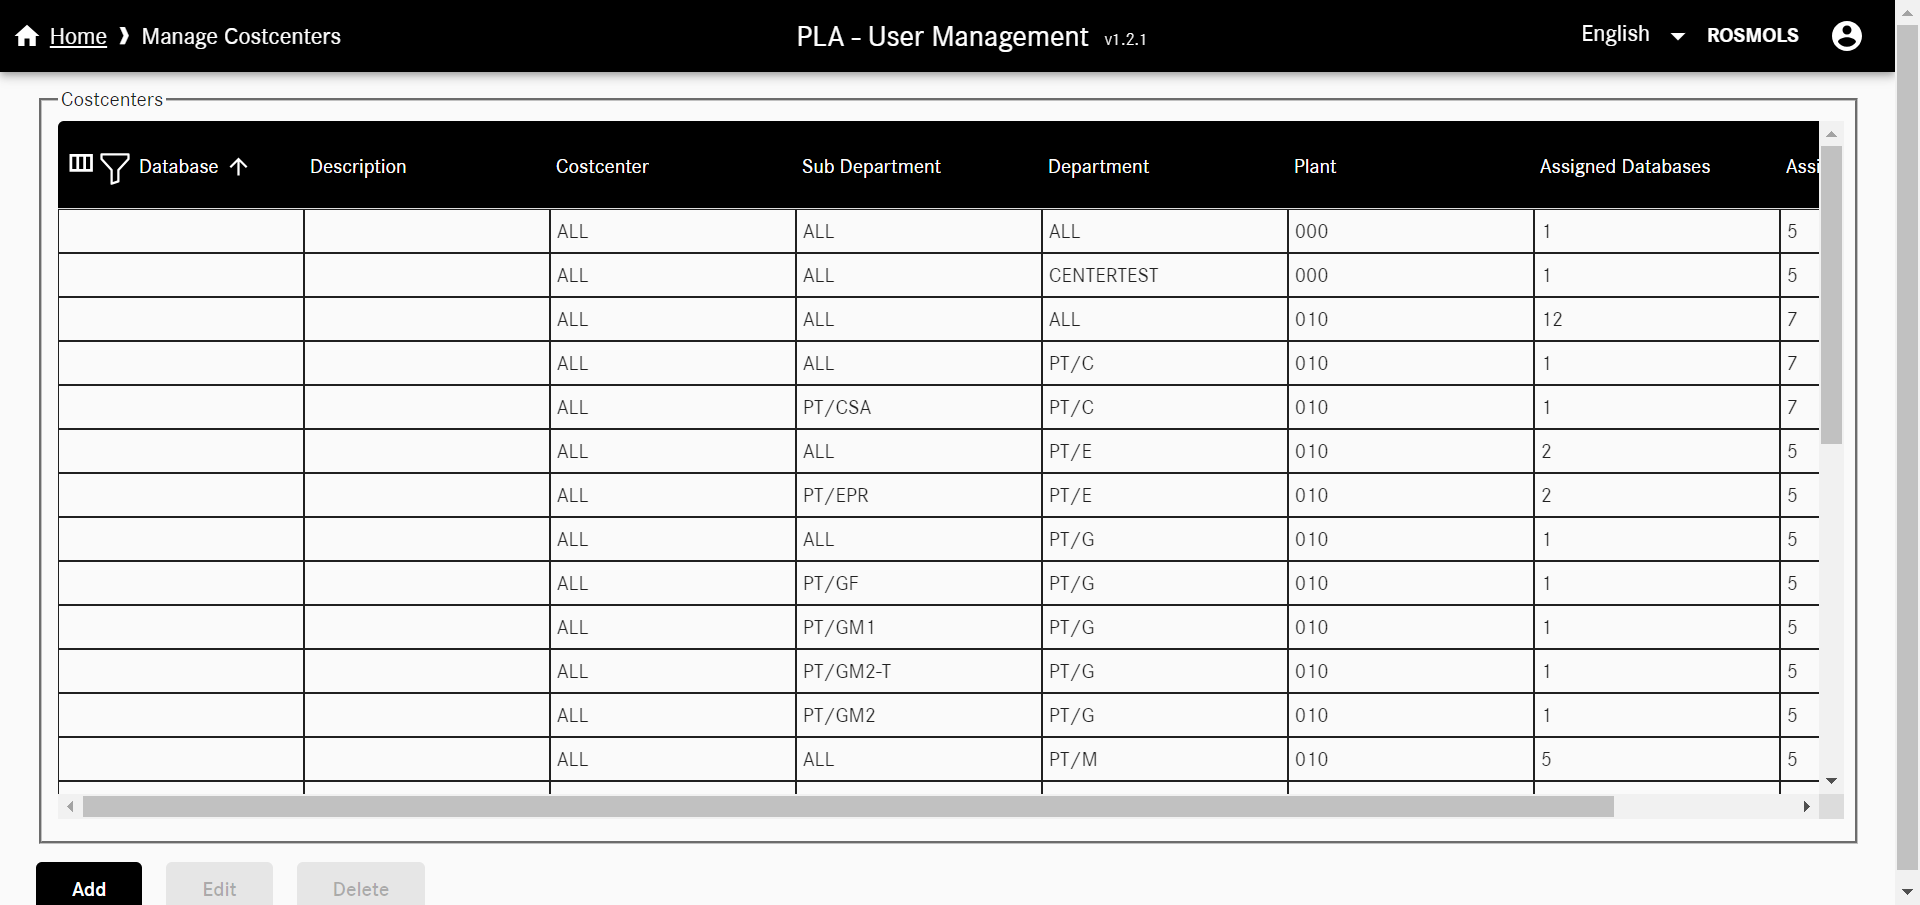 Home ❱ Manage Costcenters
PLA - User Management v1.2.1
English
ROSMOLS
Costcenters
Database Description Costcenter Sub Department Department Plant Assigned Databases Assi
ALL ALL ALL 000 1 5
ALL ALL CENTERTEST 000 1 5
ALL ALL ALL 010 12 7
ALL ALL PT/C 010 1 7
ALL PT/CSA PT/C 010 1 7
ALL ALL PT/E 010 2 5
ALL PT/EPR PT/E 010 2 5
ALL ALL PT/G 010 1 5
ALL PT/GF PT/G 010 1 5
ALL PT/GM1 PT/G 010 1 5
ALL PT/GM2-T PT/G 010 1 5
ALL PT/GM2 PT/G 010 1 5
ALL ALL PT/M 010 5 5
Add Edit Delete